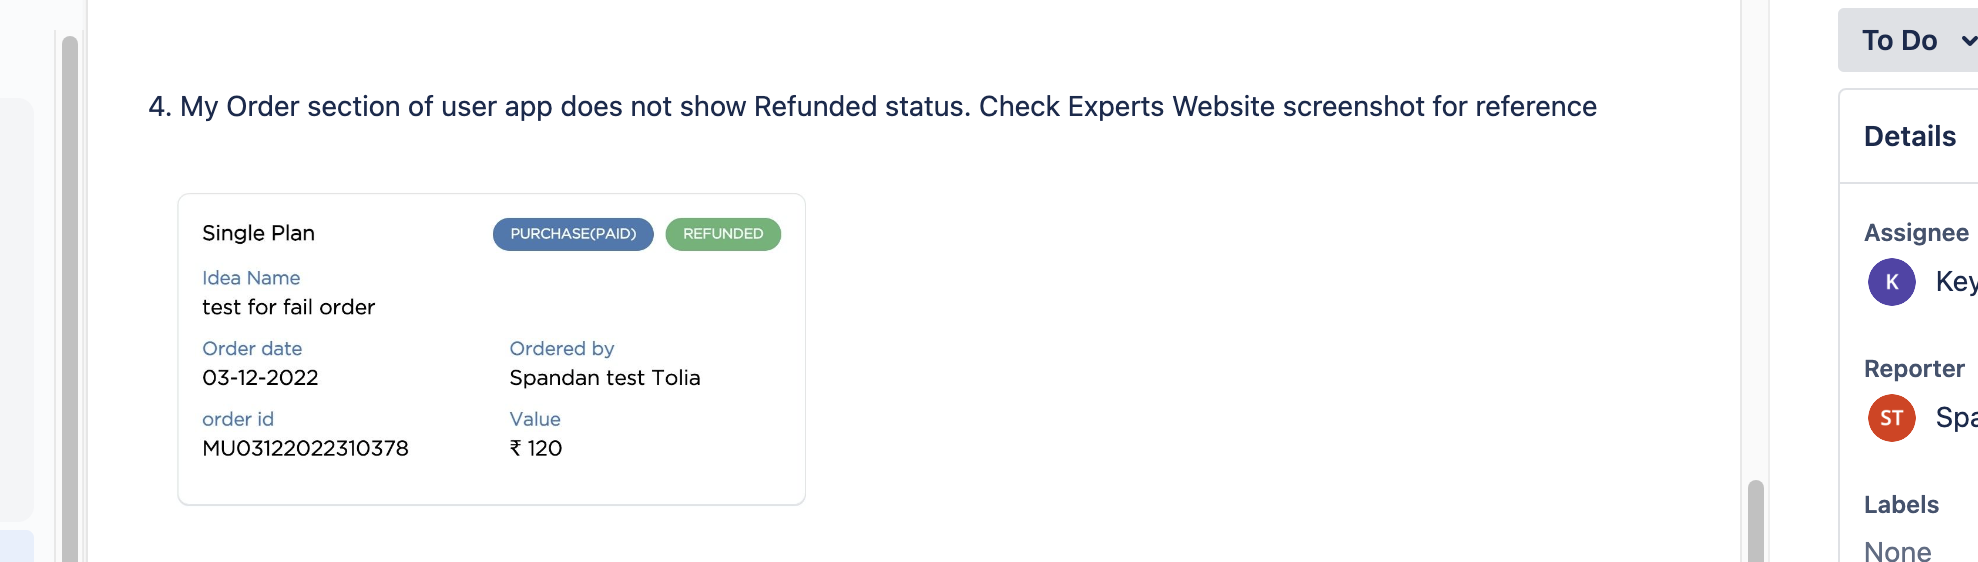 To Do
4. My Order section of user app does not show Refunded status. Check Experts Website screenshot for reference
Details
Single Plan PURCHASE(PAID) REFUNDED
Idea Name
test for fail order
Order date Ordered by
03-12-2022 Spandan test Tolia
order id Value
MU03122022310378 ₹ 120
Assignee
K Key
Reporter
ST Spa
Labels
None